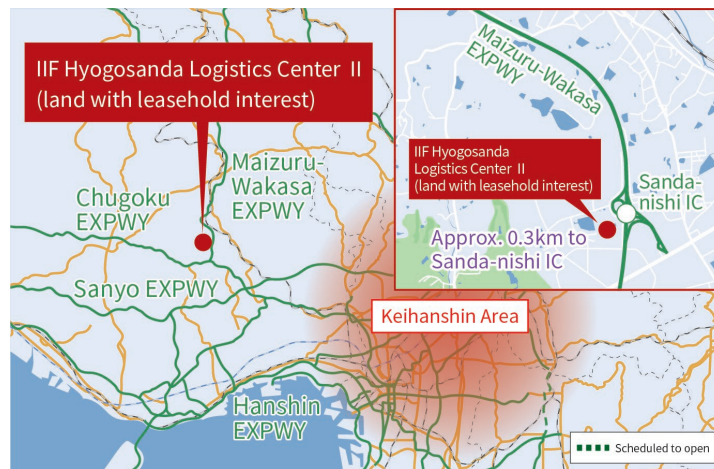 IIF Hyogosanda Logistics Center II
(land with leasehold interest)
Maizuru-
Wakasa
EXPWY
Chugoku
EXPWY
Sanyo EXPWY
Keihanshin Area
Hanshin
EXPWY
Maizuru-Wakasa
EXPWY
IIF Hyogosanda
Logistics Center II
(land with leasehold interest)
Sanda-
nishi IC
Approx. 0.3km to
Sanda-nishi IC
Scheduled to open